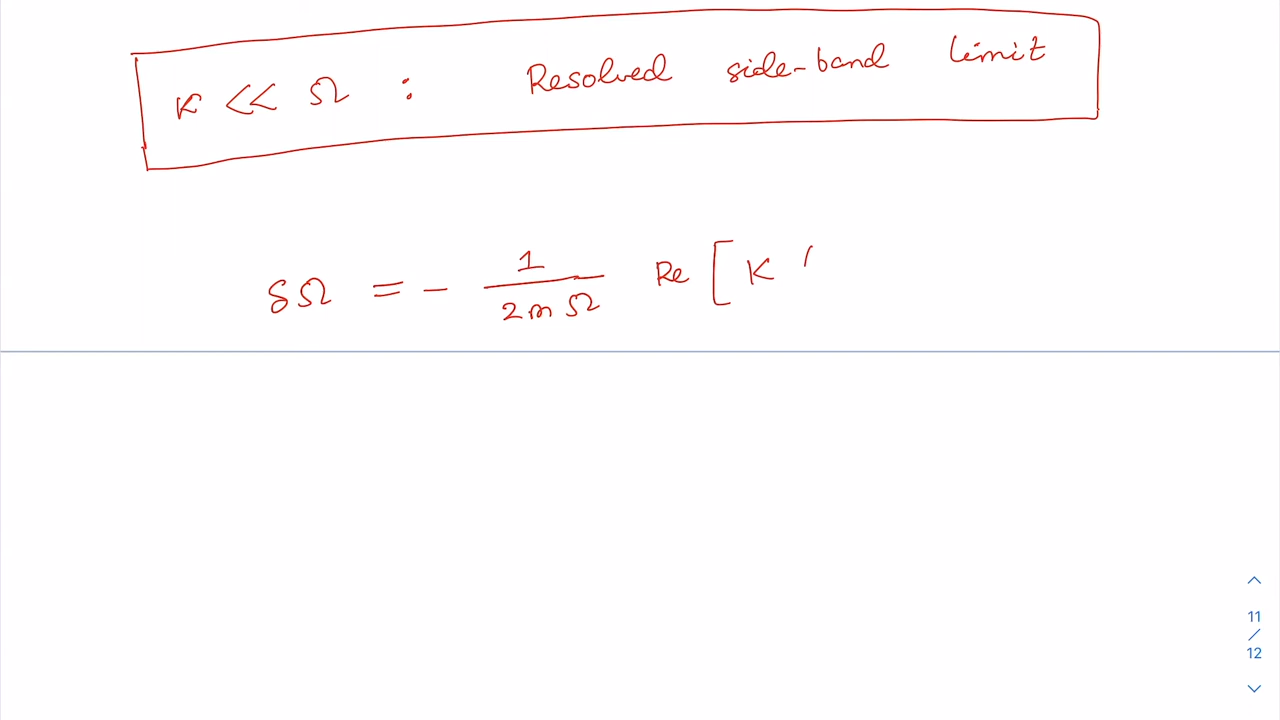 κ << Ω : Resolved side-band limit
δΩ = - 1/2mΩ Re [ K (
11
/
12